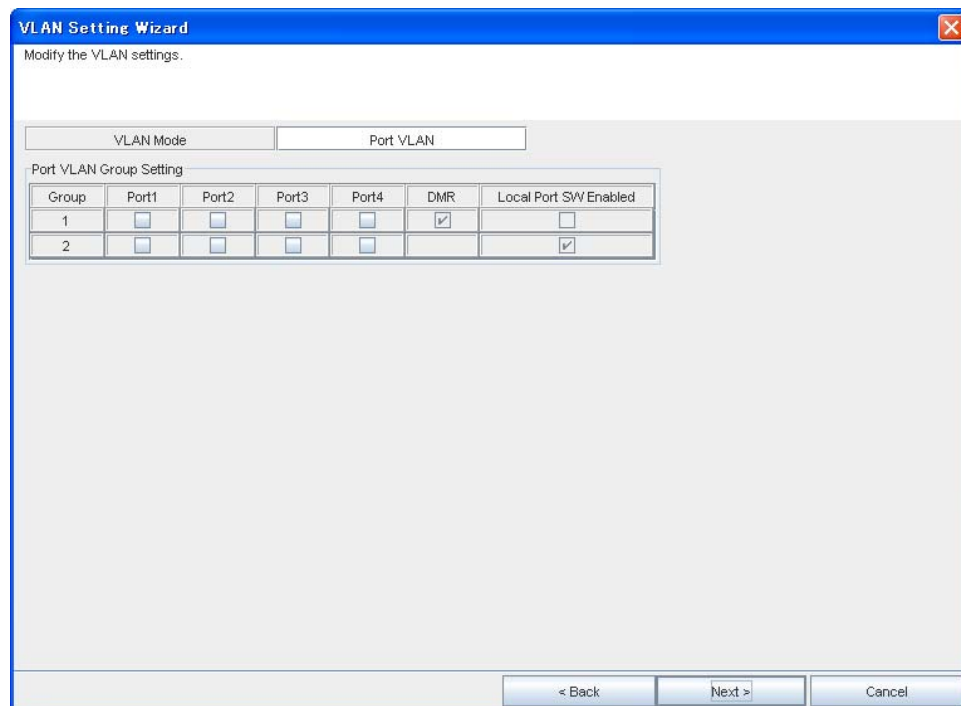 VLAN Setting Wizard
Modify the VLAN settings.
VLAN Mode Port VLAN
Port VLAN Group Setting
Group Port1 Port2 Port3 Port4 DMR Local Port SW Enabled
1
2
< Back Next > Cancel